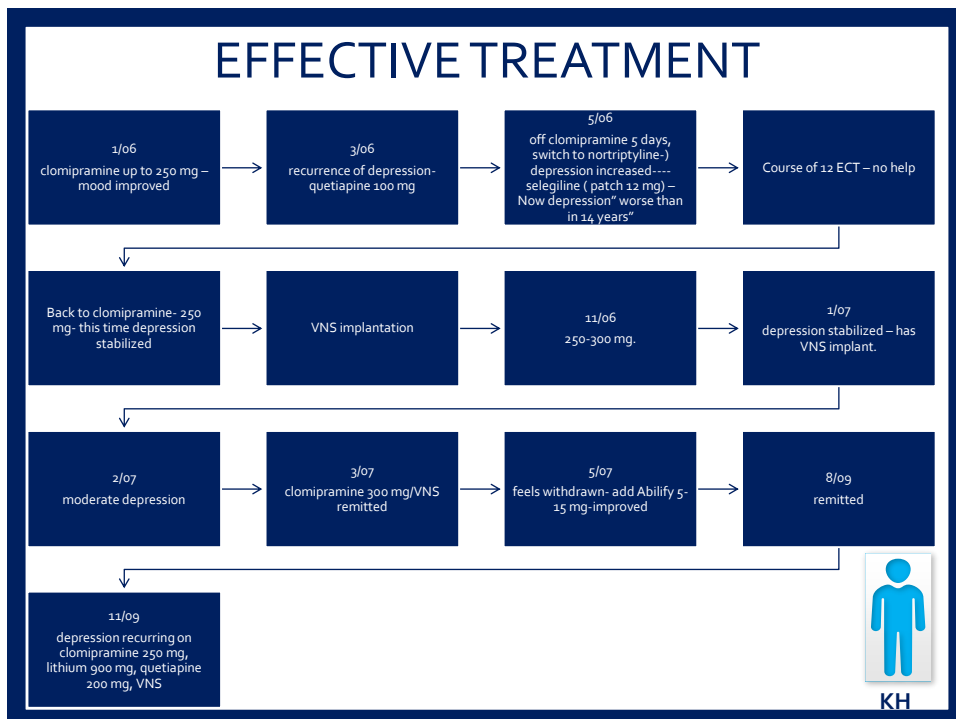 EFFECTIVE TREATMENT
1/06
clomipramine up to 250 mg –
mood improved
3/06
recurrence of depression-
quetiapine 100 mg
5/06
off clomipramine 5 days,
switch to nortriptyline-)
depression increased----
selegiline ( patch 12 mg) –
Now depression” worse than
in 14 years”
Course of 12 ECT – no help
Back to clomipramine- 250
mg- this time depression
stabilized
VNS implantation
11/06
250-300 mg.
1/07
depression stabilized – has
VNS implant.
2/07
moderate depression
3/07
clomipramine 300 mg/VNS
remitted
5/07
feels withdrawn- add Abilify 5-
15 mg-improved
8/09
remitted
11/09
depression recurring on
clomipramine 250 mg,
lithium 900 mg, quetiapine
200 mg, VNS
KH